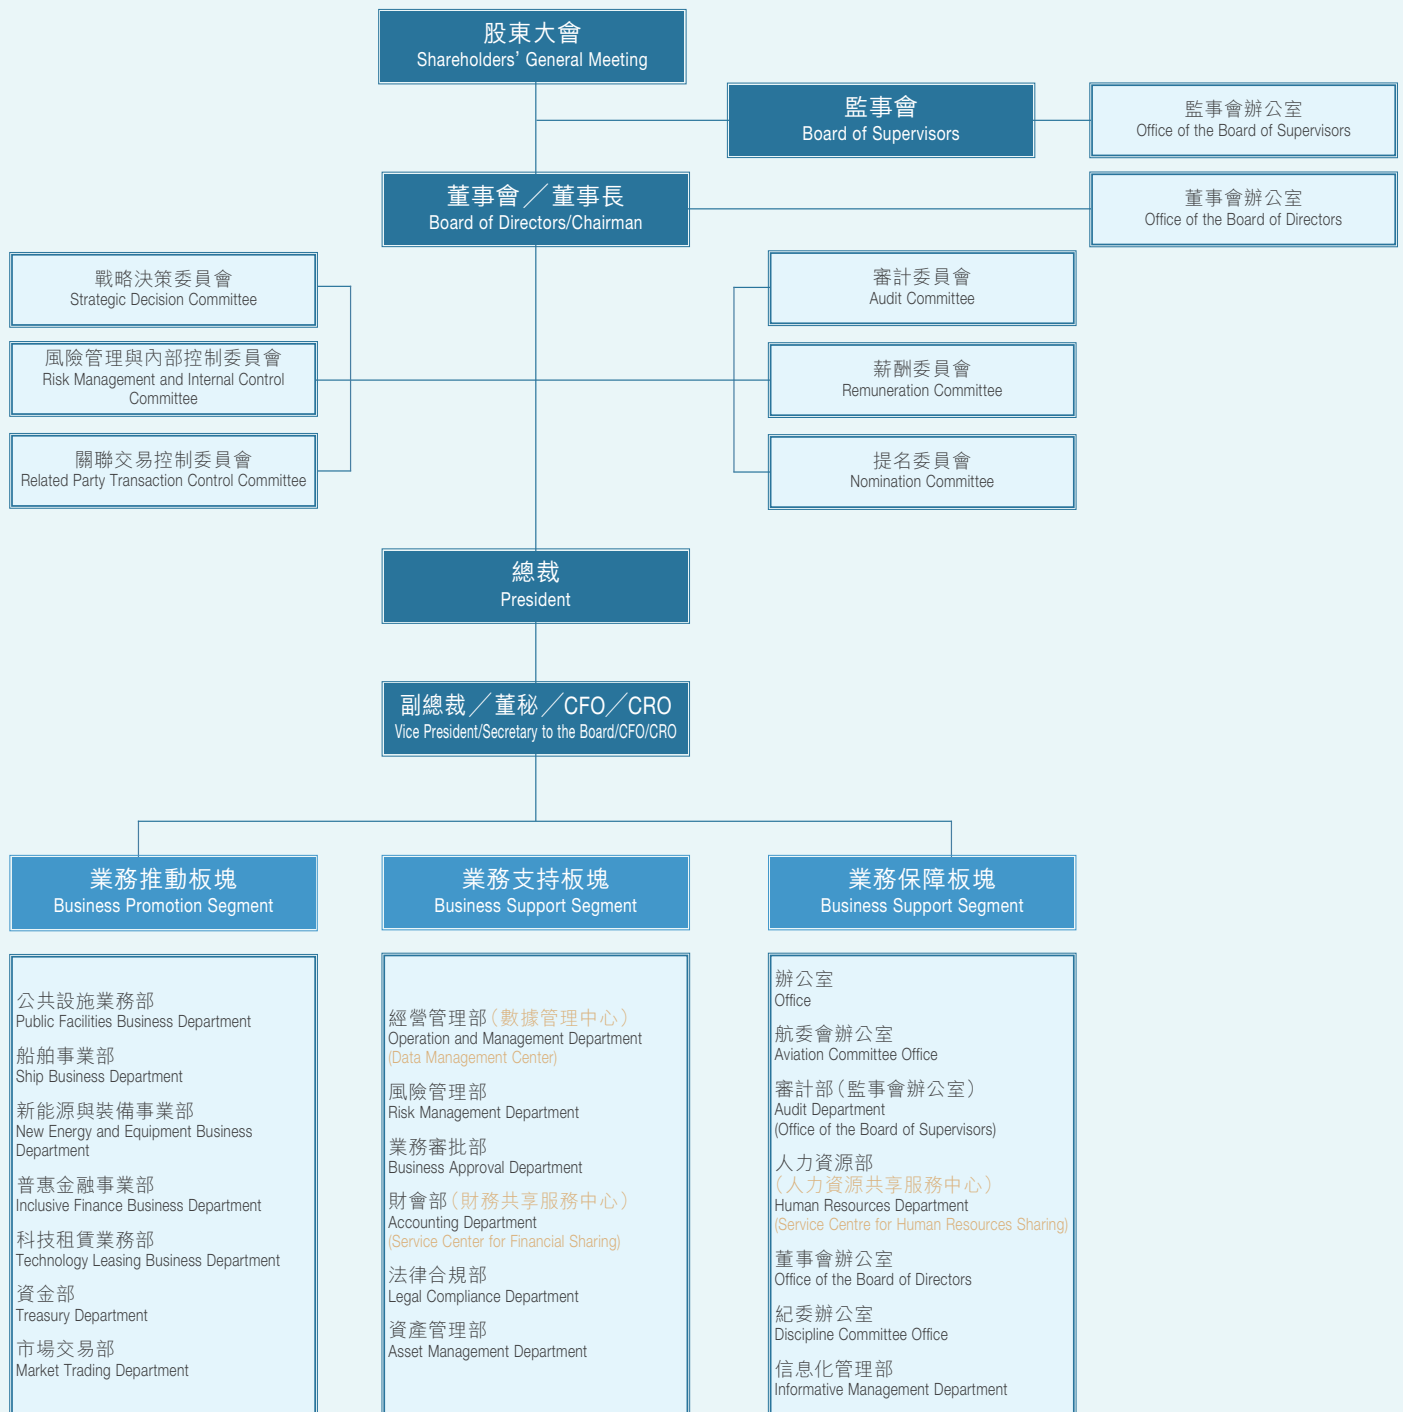 股東大會
Shareholders’ General Meeting
監事會
Board of Supervisors
監事會辦公室
Office of the Board of Supervisors
董事會／董事長
Board of Directors/Chairman
董事會辦公室
Office of the Board of Directors
戰略決策委員會
Strategic Decision Committee
風險管理與內部控制委員會
Risk Management and Internal Control
Committee
關聯交易控制委員會
Related Party Transaction Control Committee
審計委員會
Audit Committee
薪酬委員會
Remuneration Committee
提名委員會
Nomination Committee
總裁
President
副總裁／董秘／CFO／CRO
Vice President/Secretary to the Board/CFO/CRO
業務推動板塊
Business Promotion Segment
公共設施業務部
Public Facilities Business Department
船舶事業部
Ship Business Department
新能源與裝備事業部
New Energy and Equipment Business
Department
普惠金融事業部
Inclusive Finance Business Department
科技租賃業務部
Technology Leasing Business Department
資金部
Treasury Department
市場交易部
Market Trading Department
業務支持板塊
Business Support Segment
經營管理部（數據管理中心）
Operation and Management Department
(Data Management Center)
風險管理部
Risk Management Department
業務審批部
Business Approval Department
財會部（財務共享服務中心）
Accounting Department
(Service Center for Financial Sharing)
法律合規部
Legal Compliance Department
資產管理部
Asset Management Department
業務保障板塊
Business Support Segment
辦公室
Office
航委會辦公室
Aviation Committee Office
審計部（監事會辦公室）
Audit Department
(Office of the Board of Supervisors)
人力資源部
（人力資源共享服務中心）
Human Resources Department
(Service Centre for Human Resources Sharing)
董事會辦公室
Office of the Board of Directors
紀委辦公室
Discipline Committee Office
信息化管理部
Informative Management Department